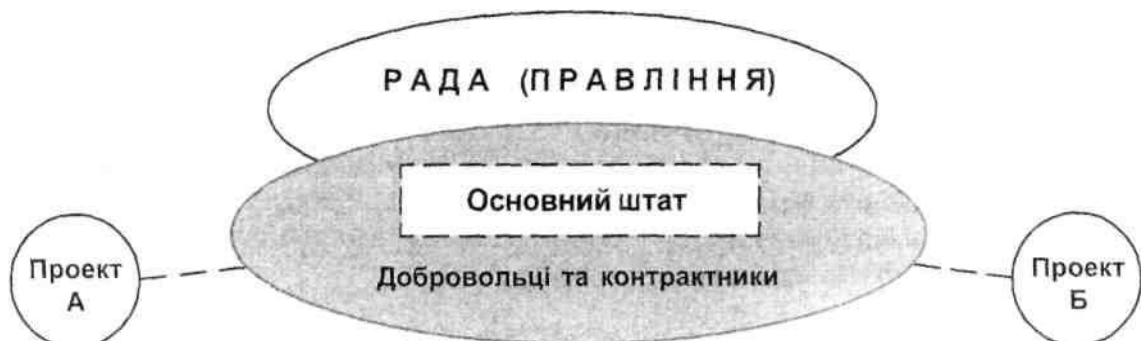 РАДА (ПРАВЛІННЯ)
Основний штат
Добровольці та контрактники
Проект
А
Проект
Б